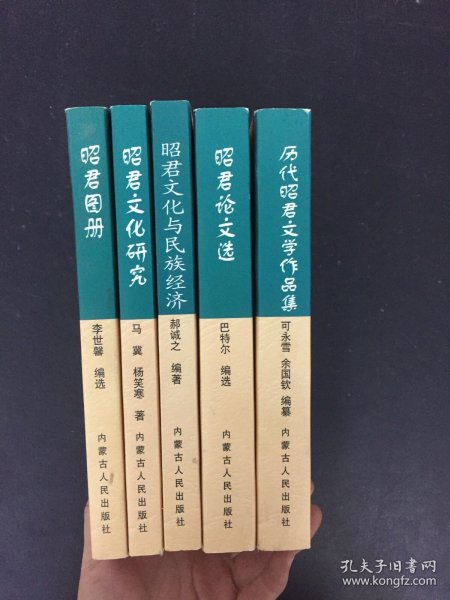 昭君图册
李世馨 编选
内蒙古人民出版社
昭君文化研究
马冀 杨笑寒 著
内蒙古人民出版社
昭君文化与民族经济
郝诚之 编著
内蒙古人民出版社
昭君论文选
巴特尔 编选
内蒙古人民出版社
历代昭君文学作品集
可永雪 余国钦 编纂
内蒙古人民出版社
孔夫子旧书网
www.kongfz.com